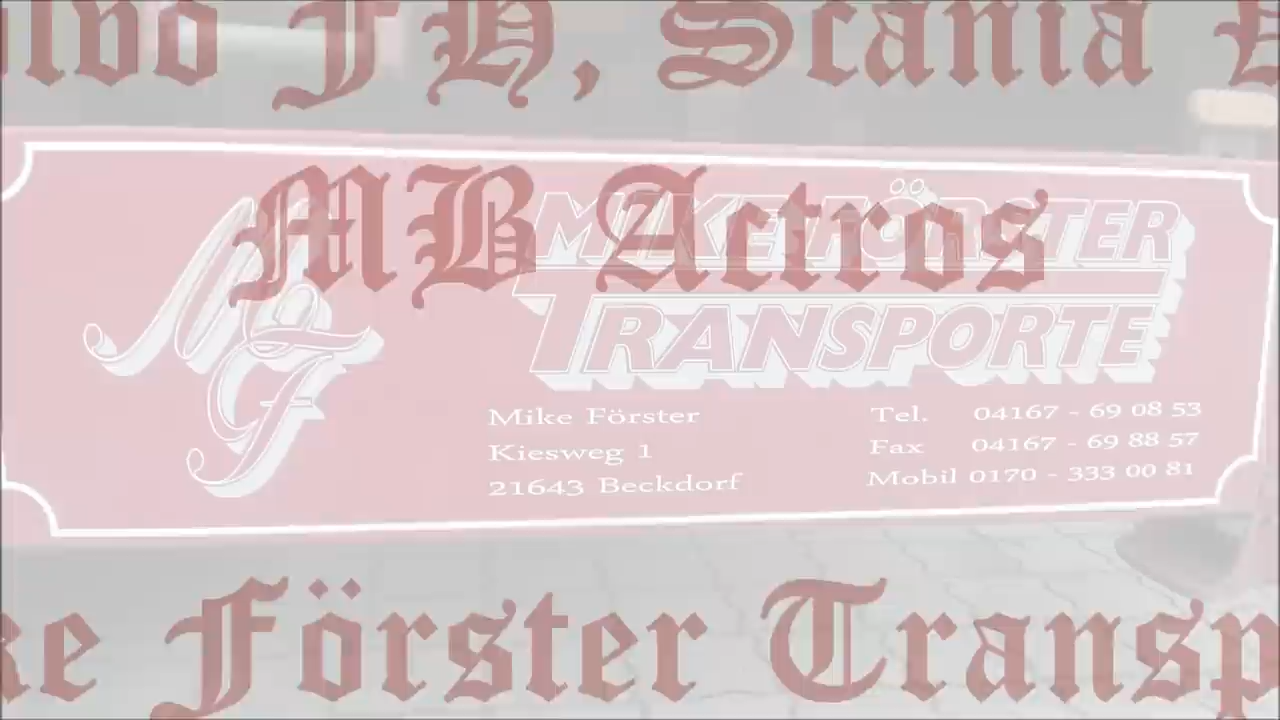 olvo FH, Scania
MB Actros
MIKE FÖRSTER
TRANSPORTE
MF
Mike Förster
Kiesweg 1
21643 Beckdorf
Tel. 04167 - 69 08 53
Fax 04167 - 69 88 57
Mobil 0170 - 333 00 81
ke Förster Transp